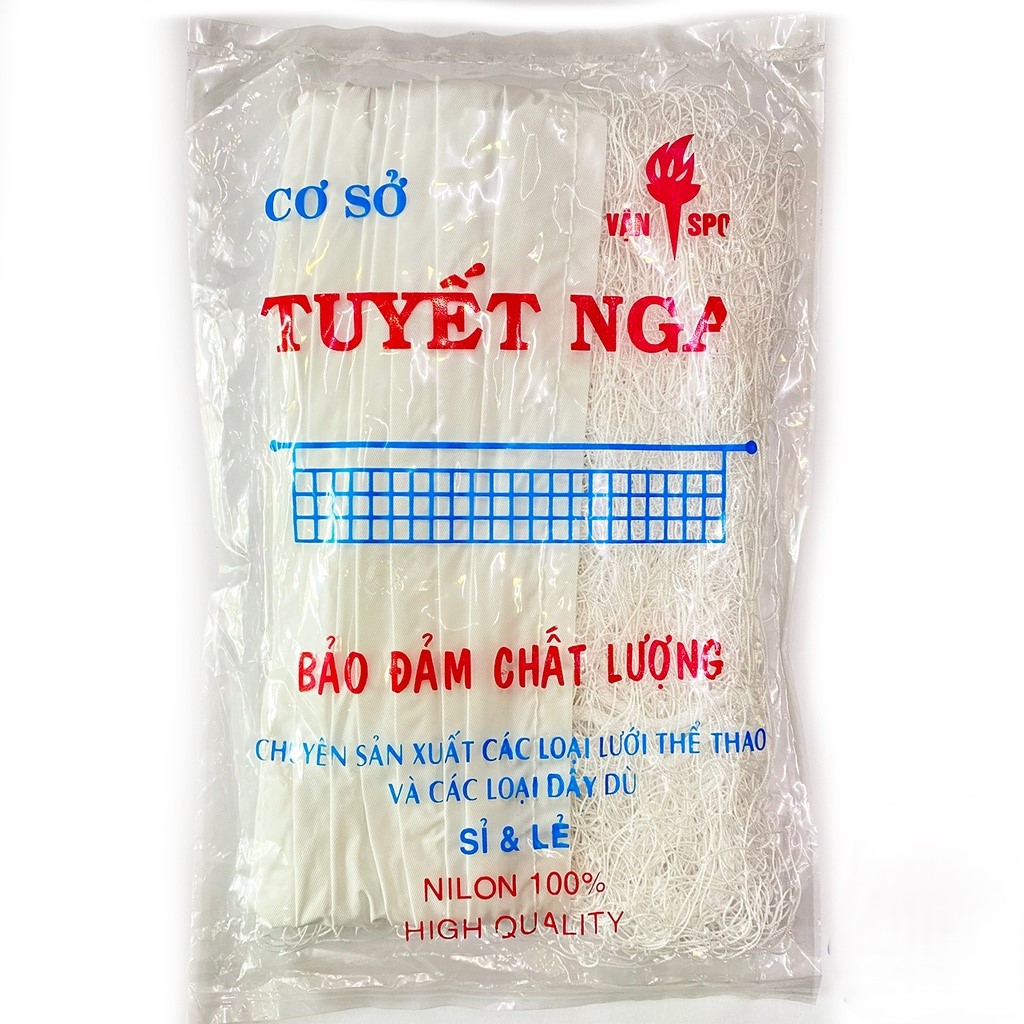 CƠ SỞ
VẬN SPO
TUYẾT NGA
BẢO ĐẢM CHẤT LƯỢNG
CHUYÊN SẢN XUẤT CÁC LOẠI LƯỚI THỂ THAO
VÀ CÁC LOẠI DÂY DÙ
SỈ & LẺ
NILON 100%
HIGH QUALITY